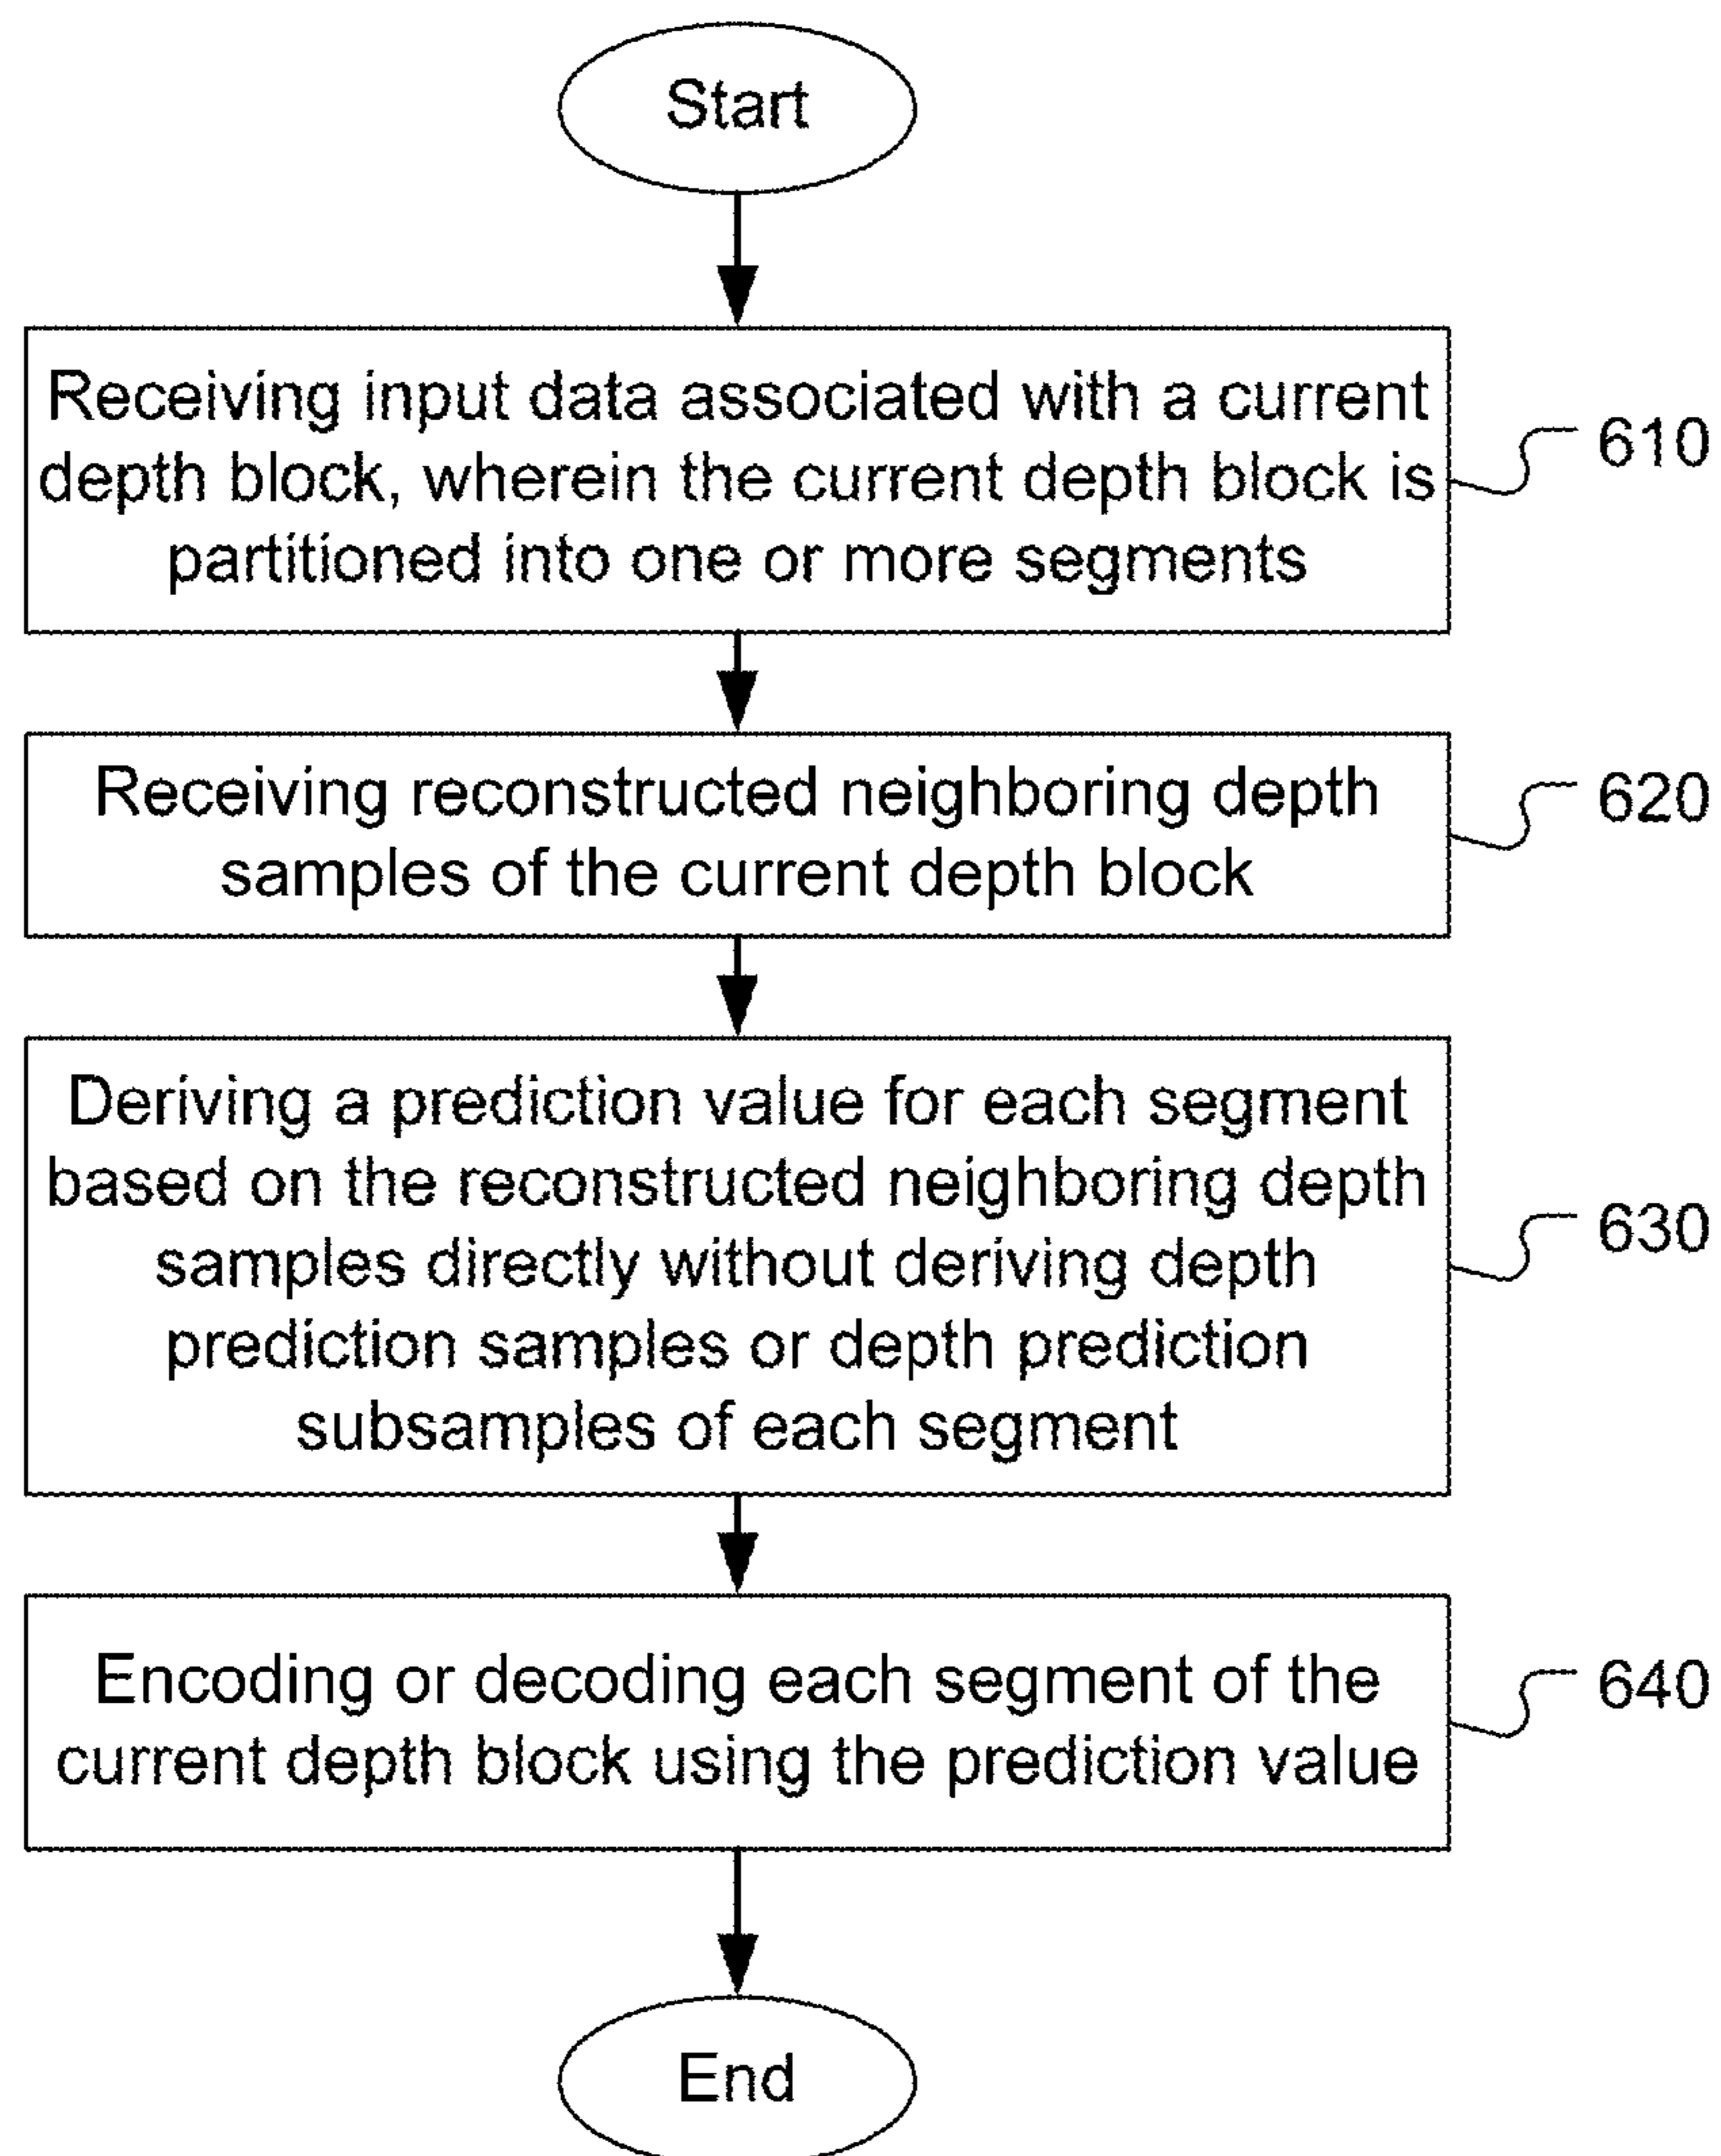 Start
Receiving input data associated with a current
depth block, wherein the current depth block is
partitioned into one or more segments
610
Receiving reconstructed neighboring depth
samples of the current depth block
620
Deriving a prediction value for each segment
based on the reconstructed neighboring depth
samples directly without deriving depth
prediction samples or depth prediction
subsamples of each segment
630
Encoding or decoding each segment of the
current depth block using the prediction value
640
End